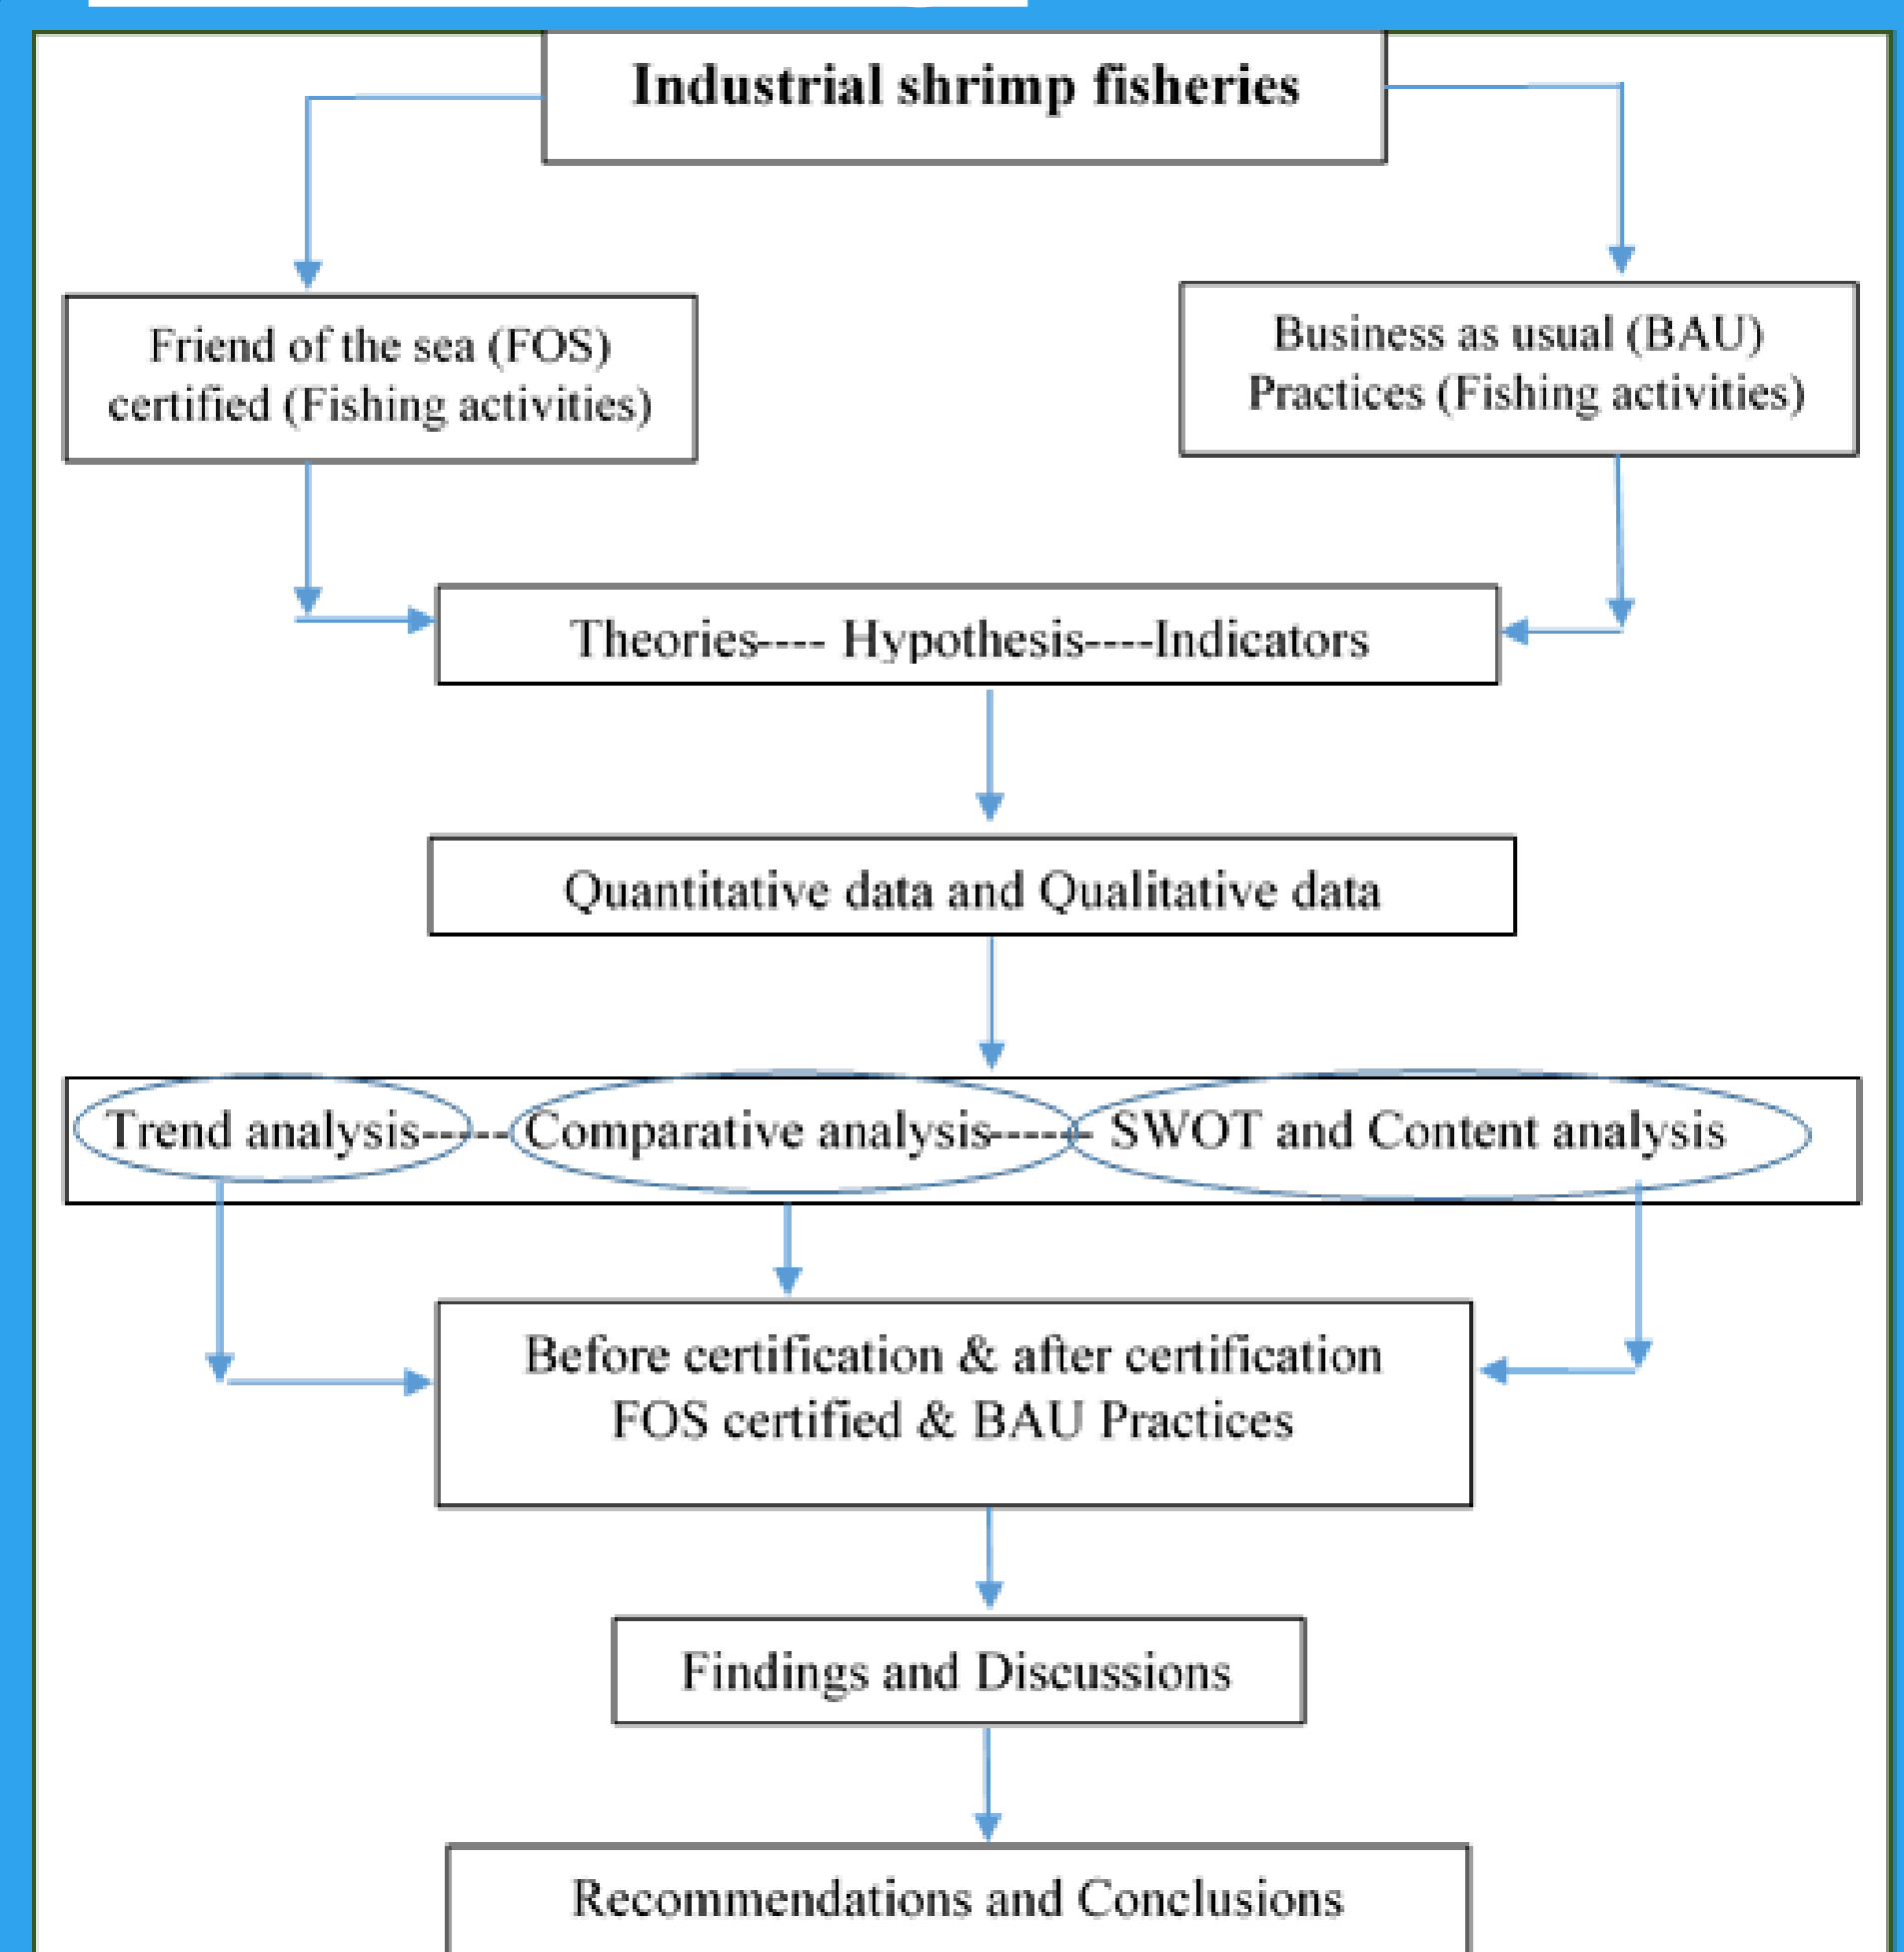 Industrial shrimp fisheries
Friend of the sea (FOS)
certified (Fishing activities)
Business as usual (BAU)
Practices (Fishing activities)
Theories---- Hypothesis----Indicators
Quantitative data and Qualitative data
Trend analysis-----Comparative analysis------ SWOT and Content analysis
Before certification & after certification
FOS certified & BAU Practices
Findings and Discussions
Recommendations and Conclusions